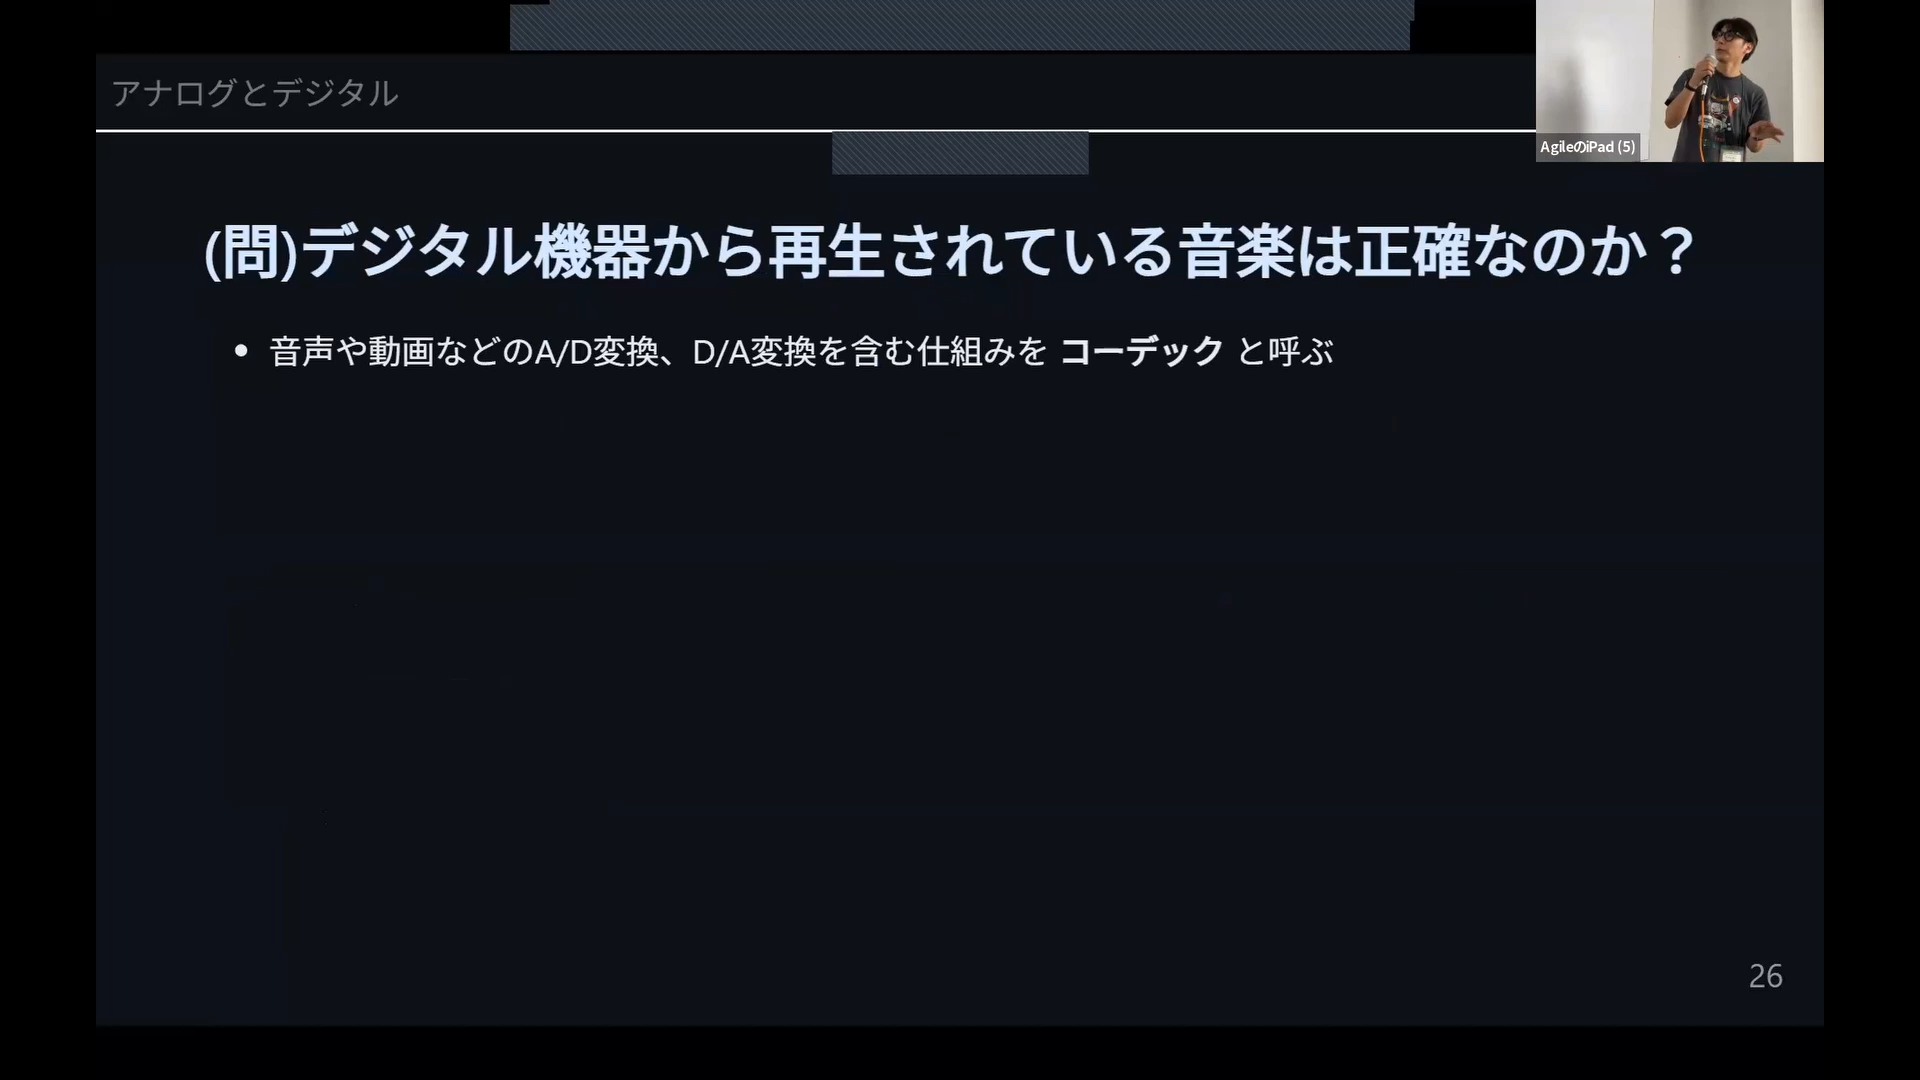 アナログとデジタル
AgileのiPad (5)
(問)デジタル機器から再生されている音楽は正確なのか？
• 音声や動画などのA/D変換、D/A変換を含む仕組みを コーデック と呼ぶ
26